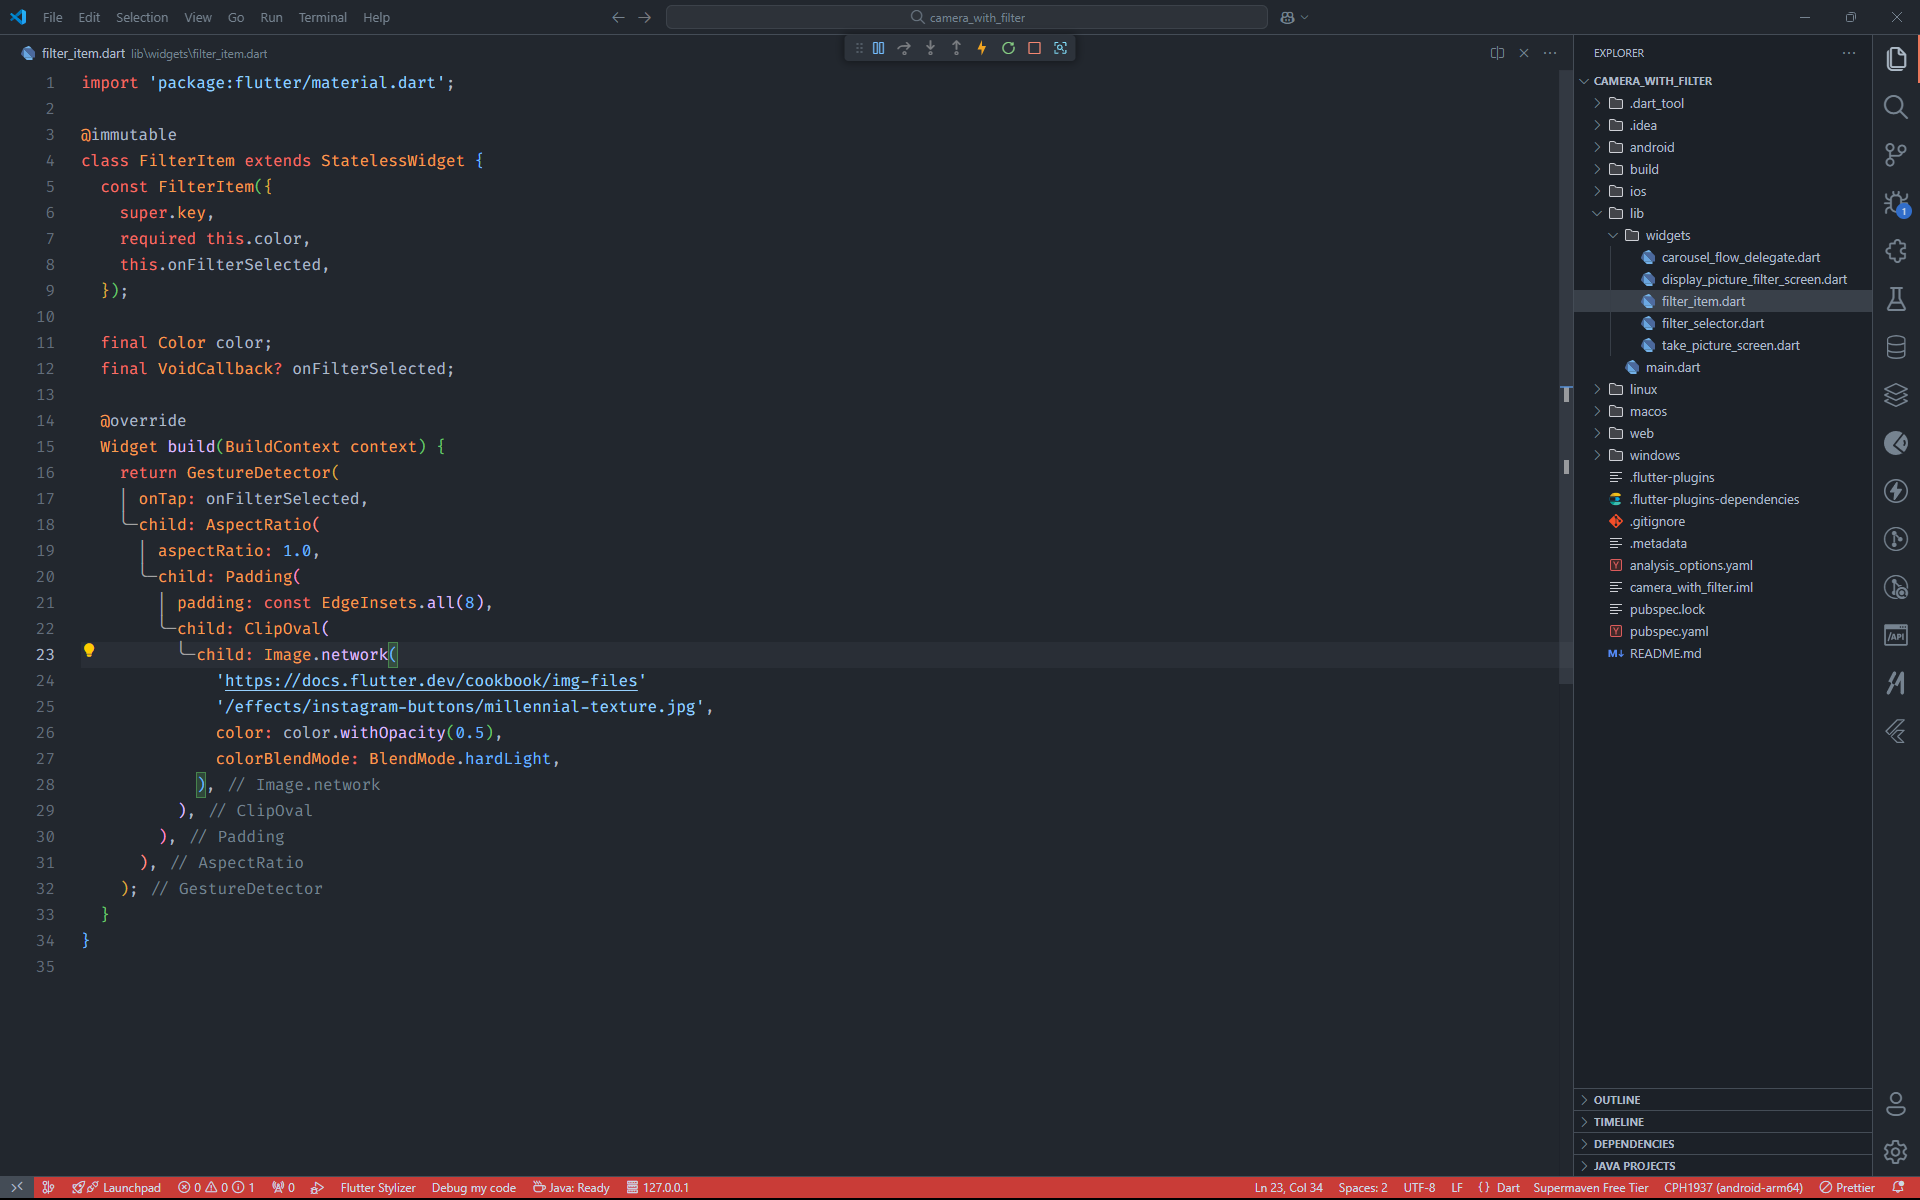 File Edit Selection View Go Run Terminal Help
camera_with_filter
filter_item.dart lib\widgets\filter_item.dart
1 import 'package:flutter/material.dart';
2
3 @immutable
4 class FilterItem extends StatelessWidget {
5 const FilterItem({
6 super.key,
7 required this.color,
8 this.onFilterSelected,
9 });
10
11 final Color color;
12 final VoidCallback? onFilterSelected;
13
14 @override
15 Widget build(BuildContext context) {
16 return GestureDetector(
17 onTap: onFilterSelected,
18 child: AspectRatio(
19 aspectRatio: 1.0,
20 child: Padding(
21 padding: const EdgeInsets.all(8),
22 child: ClipOval(
23 child: Image.network(
24 'https://docs.flutter.dev/cookbook/img-files'
25 '/effects/instagram-buttons/millennial-texture.jpg',
26 color: color.withOpacity(0.5),
27 colorBlendMode: BlendMode.hardLight,
28 ), // Image.network
29 ), // ClipOval
30 ), // Padding
31 ), // AspectRatio
32 ); // GestureDetector
33 }
34 }
35
EXPLORER
CAMERA_WITH_FILTER
.dart_tool
.idea
android
build
ios
lib
widgets
carousel_flow_delegate.dart
display_picture_filter_screen.dart
filter_item.dart
filter_selector.dart
take_picture_screen.dart
main.dart
linux
macos
web
windows
.flutter-plugins
.flutter-plugins-dependencies
.gitignore
.metadata
Y analysis_options.yaml
camera_with_filter.iml
pubspec.lock
Y pubspec.yaml
M↓ README.md
OUTLINE
TIMELINE
DEPENDENCIES
JAVA PROJECTS
1
/API
Launchpad 0 0 1 0 Flutter Stylizer Debug my code Java: Ready 127.0.0.1
Ln 23, Col 34 Spaces: 2 UTF-8 LF {} Dart Supermaven Free Tier CPH1937 (android-arm64) Prettier